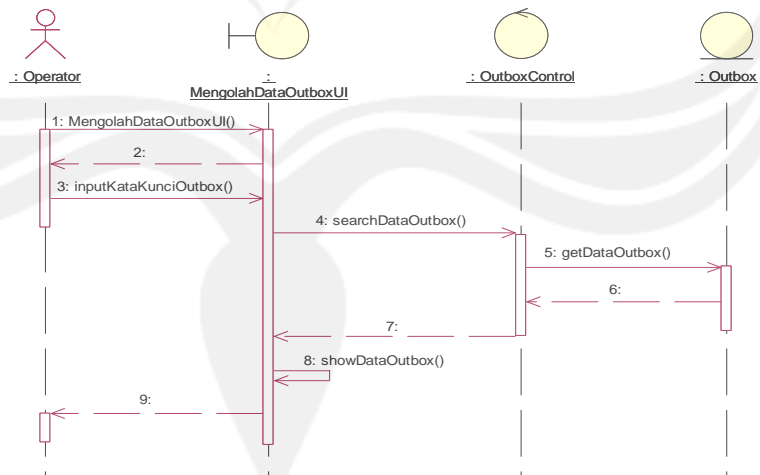 : Operator
:
MengolahDataOutboxUI
: OutboxControl
: Outbox
1: MengolahDataOutboxUI()
2:
3: inputKataKunciOutbox()
4: searchDataOutbox()
5: getDataOutbox()
6:
7:
8: showDataOutbox()
9: